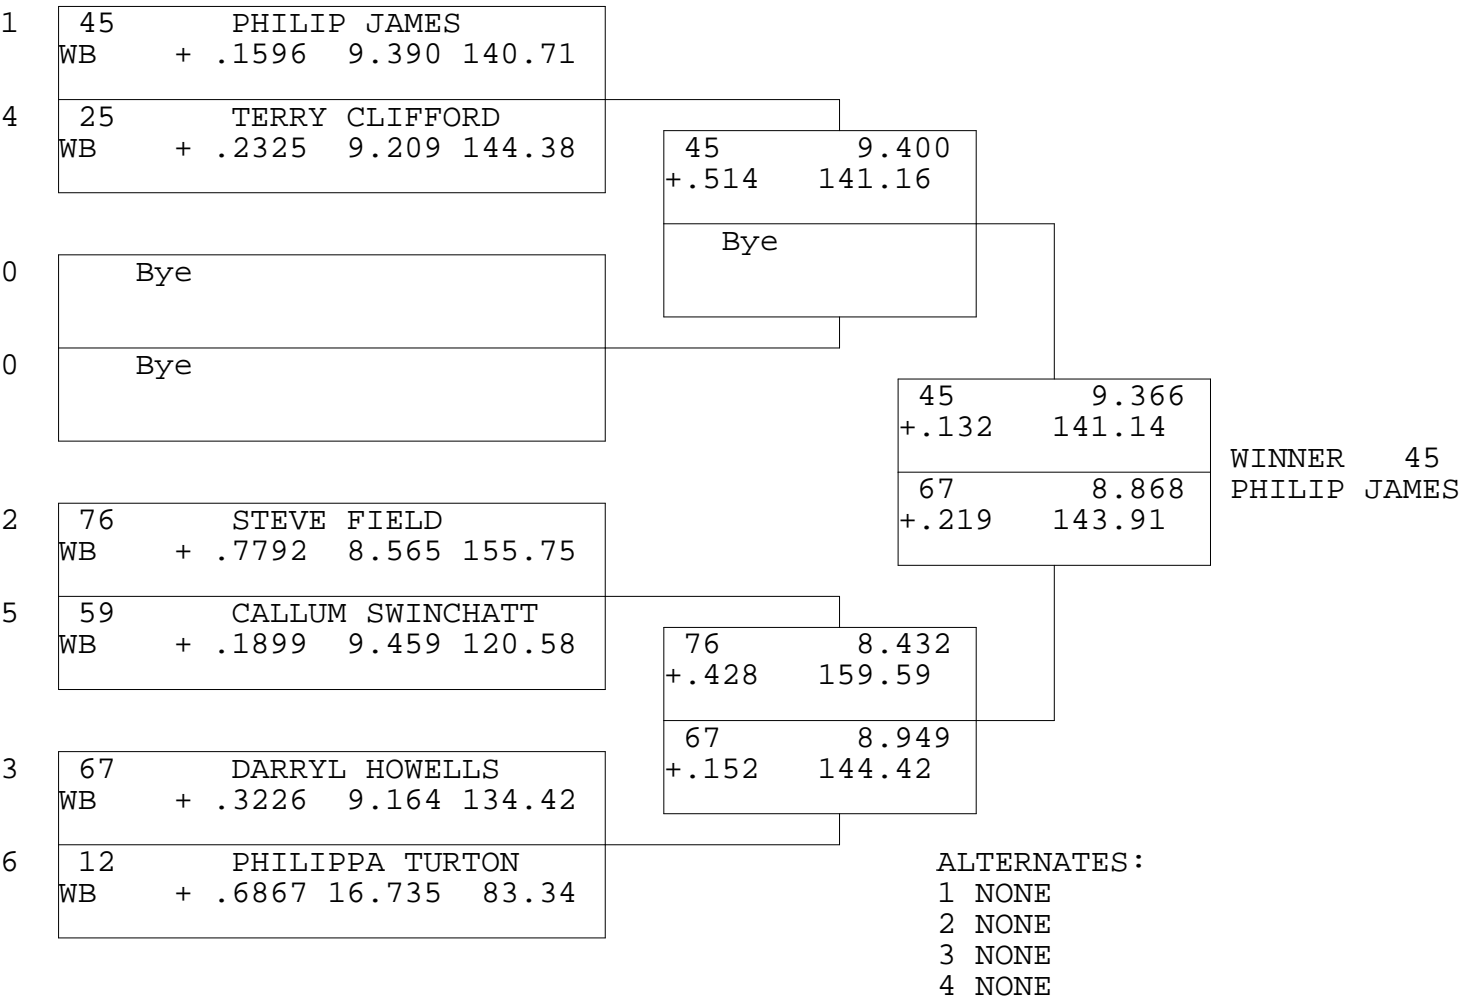 1 45 PHILIP JAMES
WB + .1596 9.390 140.71
4 25 TERRY CLIFFORD
WB + .2325 9.209 144.38
45 9.400
+.514 141.16
Bye
0 Bye
0 Bye
45 9.366
+.132 141.14
WINNER 45
67 8.868 PHILIP JAMES
+.219 143.91
2 76 STEVE FIELD
WB + .7792 8.565 155.75
5 59 CALLUM SWINCHATT
WB + .1899 9.459 120.58
76 8.432
+.428 159.59
67 8.949
+.152 144.42
3 67 DARRYL HOWELLS
WB + .3226 9.164 134.42
6 12 PHILIPPA TURTON
WB + .6867 16.735 83.34
ALTERNATES:
1 NONE
2 NONE
3 NONE
4 NONE